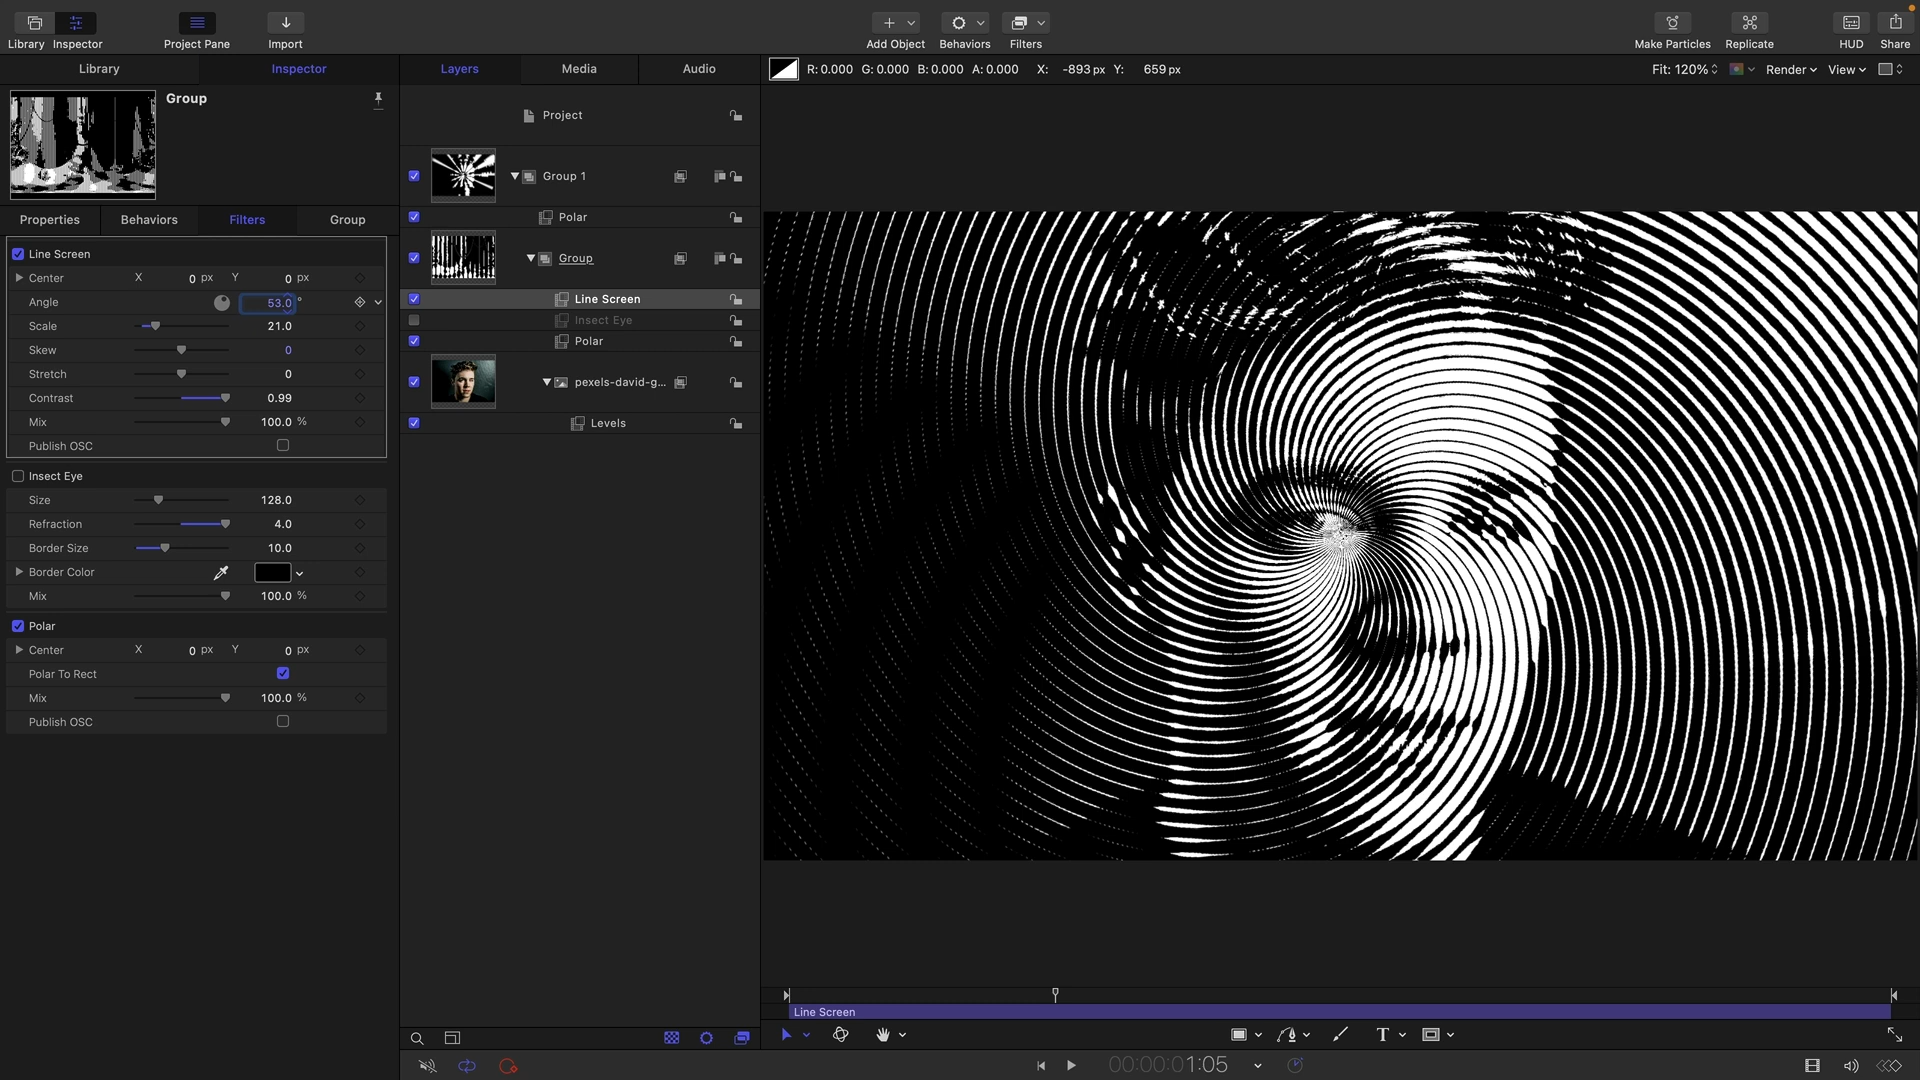 Library Inspector Project Pane Import Add Object Behaviors Filters Make Particles Replicate HUD Share
Library Inspector Layers Media Audio R: 0.000 G: 0.000 B: 0.000 A: 0.000 X: -893 px Y: 659 px Fit: 120% Render View
Group
Project
Group 1
Properties Behaviors Filters Group
Polar
Line Screen
Group
Center X 0 px Y 0 px
Angle 53.0 °
Line Screen
Scale 21.0
Insect Eye
Skew 0
Polar
Stretch 0
pexels-david-g...
Contrast 0.99
Mix 100.0 %
Levels
Publish OSC
Insect Eye
Size 128.0
Refraction 4.0
Border Size 10.0
Border Color
Mix 100.0 %
Polar
Center X 0 px Y 0 px
Polar To Rect
Mix 100.0 %
Publish OSC
Line Screen
T
00:00:01:05